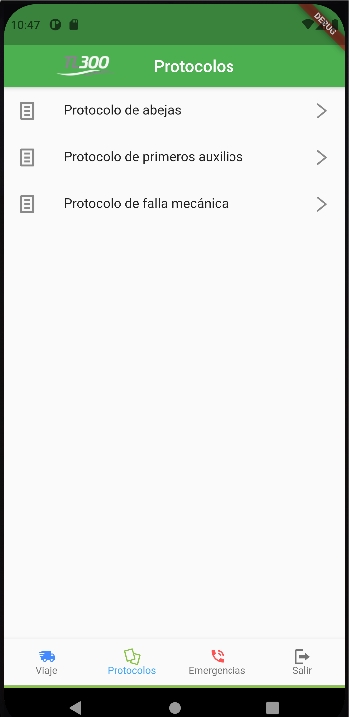 10:47
DEBUG
300
Protocolos
Protocolo de abejas
Protocolo de primeros auxilios
Protocolo de falla mecánica
Viaje
Protocolos
Emergencias
Salir